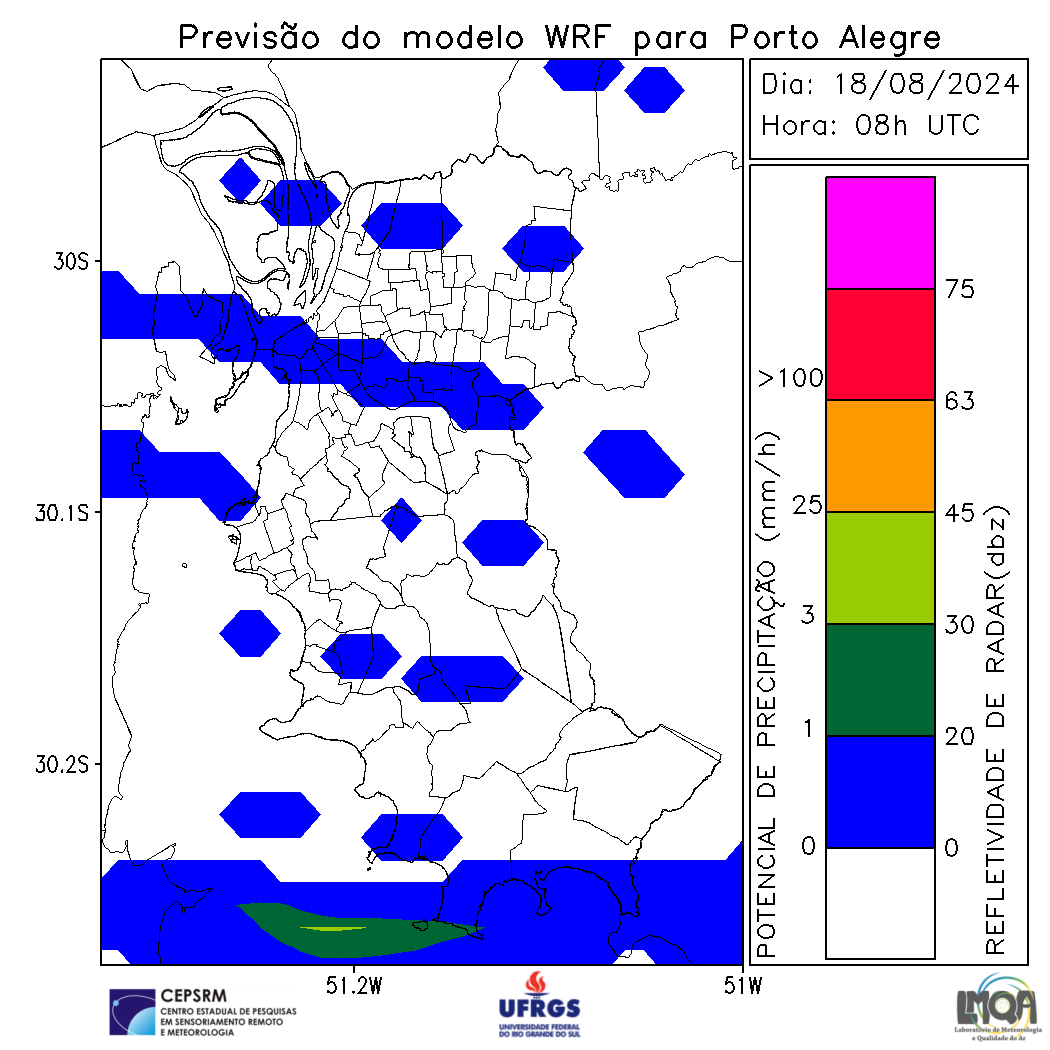 Previsão do modelo WRF para Porto Alegre
Dia: 18/08/2024
Hora: 08h UTC
30S
30.1S
30.2S
51.2W
51W
POTENCIAL DE PRECIPITAÇÃO (mm/h)
>100
25
3
1
0
75
63
45
30
20
0
REFLETIVIDADE DE RADAR(dbz)
CEPSRM
CENTRO ESTADUAL DE PESQUISAS
EM SENSORIAMENTO REMOTO
E METEOROLOGIA
UFRGS
UNIVERSIDADE FEDERAL
DO RIO GRANDE DO SUL
LMQA
Laboratório de Meteorologia
e Qualidade do Ar